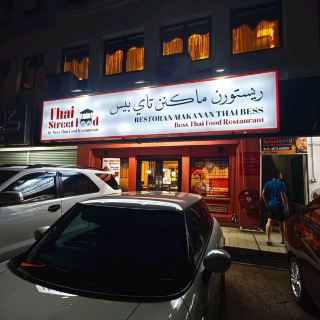 Thai
Street Food
by Bess Thai Food Restaurant
ريستورن ماكنن تاي بيس
RESTORAN MAKANAN THAI BESS
Bess Thai Food Restaurant